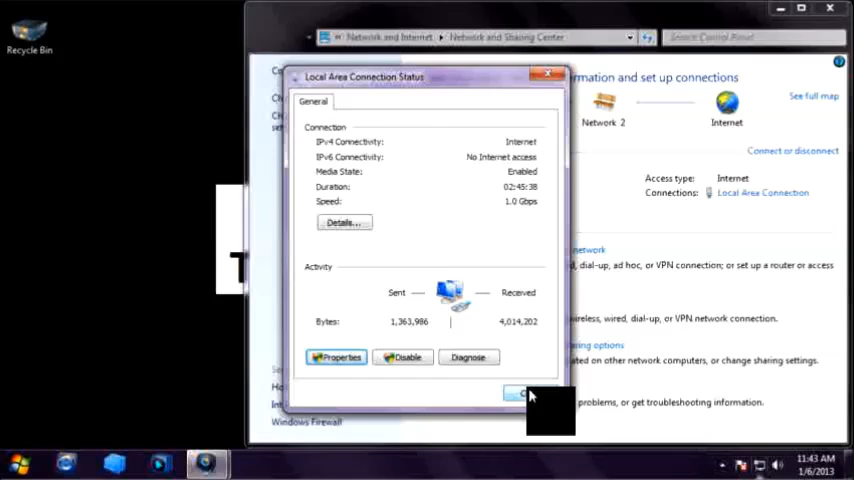 Recycle Bin
Network and Internet
Network and Sharing Center
Search Control Panel
Local Area Connection Status
General
Connection
IPv4 Connectivity: Internet
IPv6 Connectivity: No Internet access
Media State: Enabled
Duration: 02:45:38
Speed: 1.0 Gbps
Details...
Activity
Sent
Received
Bytes: 1,363,986 4,014,202
Properties
Disable
Diagnose
rmation and set up connections
See full map
Network 2
Internet
Connect or disconnect
Access type: Internet
Connections: Local Area Connection
network
d, dial-up, ad hoc, or VPN connection; or set up a router or access
wireless, wired, dial-up, or VPN network connection.
aring options
ated on other network computers, or change sharing settings.
problems, or get troubleshooting information.
Windows Firewall
11:43 AM
1/6/2013